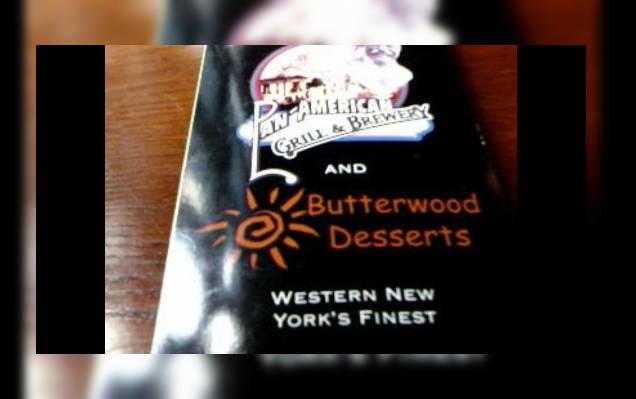 PAN-AMERICAN
GRILL & BREWERY
AND
Butterwood
Desserts
WESTERN NEW
YORK'S FINEST